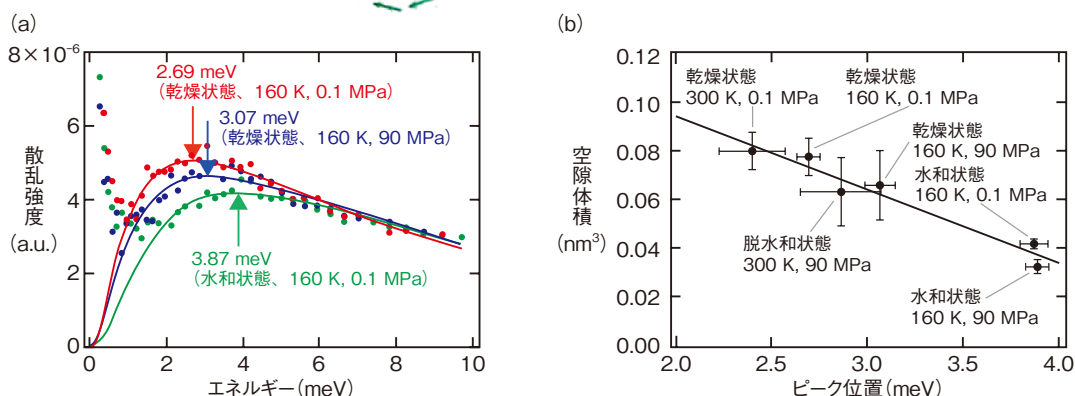 (a)
8×10⁻⁶
6
4
2
0
散乱強度
(a.u.)
2.69 meV
(乾燥状態、160 K, 0.1 MPa)
3.07 meV
(乾燥状態、160 K, 90 MPa)
3.87 meV
(水和状態、160 K, 0.1 MPa)
0 2 4 6 8 10
エネルギー(meV)
(b)
0.12
0.10
0.08
0.06
0.04
0.02
0.00
空隙体積
(nm³)
乾燥状態
300 K, 0.1 MPa
乾燥状態
160 K, 0.1 MPa
乾燥状態
160 K, 90 MPa
水和状態
160 K, 0.1 MPa
脱水和状態
300 K, 90 MPa
水和状態
160 K, 90 MPa
2.0 2.5 3.0 3.5 4.0
ピーク位置(meV)